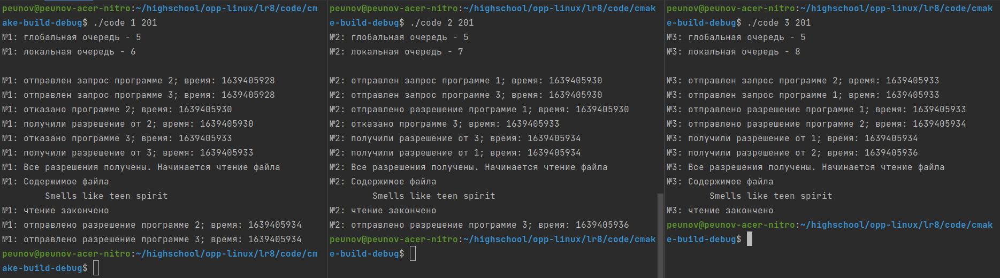 peunov@peunov-acer-nitro:~/highschool/opp-linux/lr8/code/cm
ake-build-debug$ ./code 1 201
№1: глобальная очередь - 5
№1: локальная очередь - 6
№1: отправлен запрос программе 2; время: 1639405928
№1: отправлен запрос программе 3; время: 1639405928
№1: отказано программе 2; время: 1639405930
№1: получили разрешение от 2; время: 1639405930
№1: отказано программе 3; время: 1639405933
№1: получили разрешение от 3; время: 1639405933
№1: Все разрешения получены. Начинается чтение файла
№1: Содержимое файла
Smells like teen spirit
№1: чтение закончено
№1: отправлено разрешение программе 2; время: 1639405934
№1: отправлено разрешение программе 3; время: 1639405934
peunov@peunov-acer-nitro:~/highschool/opp-linux/lr8/code/cm
ake-build-debug$
peunov@peunov-acer-nitro:~/highschool/opp-linux/lr8/code/cmak
e-build-debug$ ./code 2 201
№2: глобальная очередь - 5
№2: локальная очередь - 7
№2: отправлен запрос программе 1; время: 1639405930
№2: отправлен запрос программе 3; время: 1639405930
№2: отправлено разрешение программе 1; время: 1639405930
№2: отказано программе 3; время: 1639405933
№2: получили разрешение от 3; время: 1639405934
№2: получили разрешение от 1; время: 1639405934
№2: Все разрешения получены. Начинается чтение файла
№2: Содержимое файла
Smells like teen spirit
№2: чтение закончено
№2: отправлено разрешение программе 3; время: 1639405936
peunov@peunov-acer-nitro:~/highschool/opp-linux/lr8/code/cmak
e-build-debug$
peunov@peunov-acer-nitro:~/highschool/opp-linux/lr8/code/cmak
e-build-debug$ ./code 3 201
№3: глобальная очередь - 5
№3: локальная очередь - 8
№3: отправлен запрос программе 2; время: 1639405933
№3: отправлен запрос программе 1; время: 1639405933
№3: отправлено разрешение программе 1; время: 1639405933
№3: отправлено разрешение программе 2; время: 1639405934
№3: получили разрешение от 1; время: 1639405934
№3: получили разрешение от 2; время: 1639405936
№3: Все разрешения получены. Начинается чтение файла
№3: Содержимое файла
Smells like teen spirit
№3: чтение закончено
peunov@peunov-acer-nitro:~/highschool/opp-linux/lr8/code/cmak
e-build-debug$